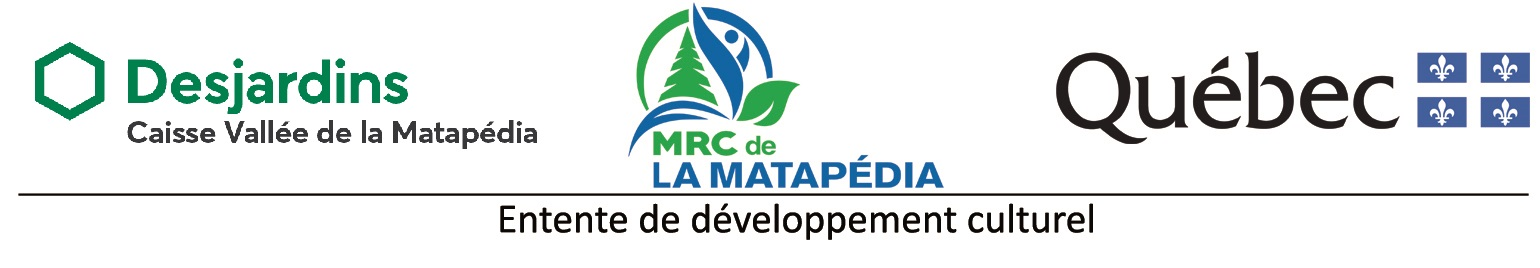 Desjardins
Caisse Vallée de la Matapédia
MRC de
LA MATAPÉDIA
Québec
Entente de développement culturel